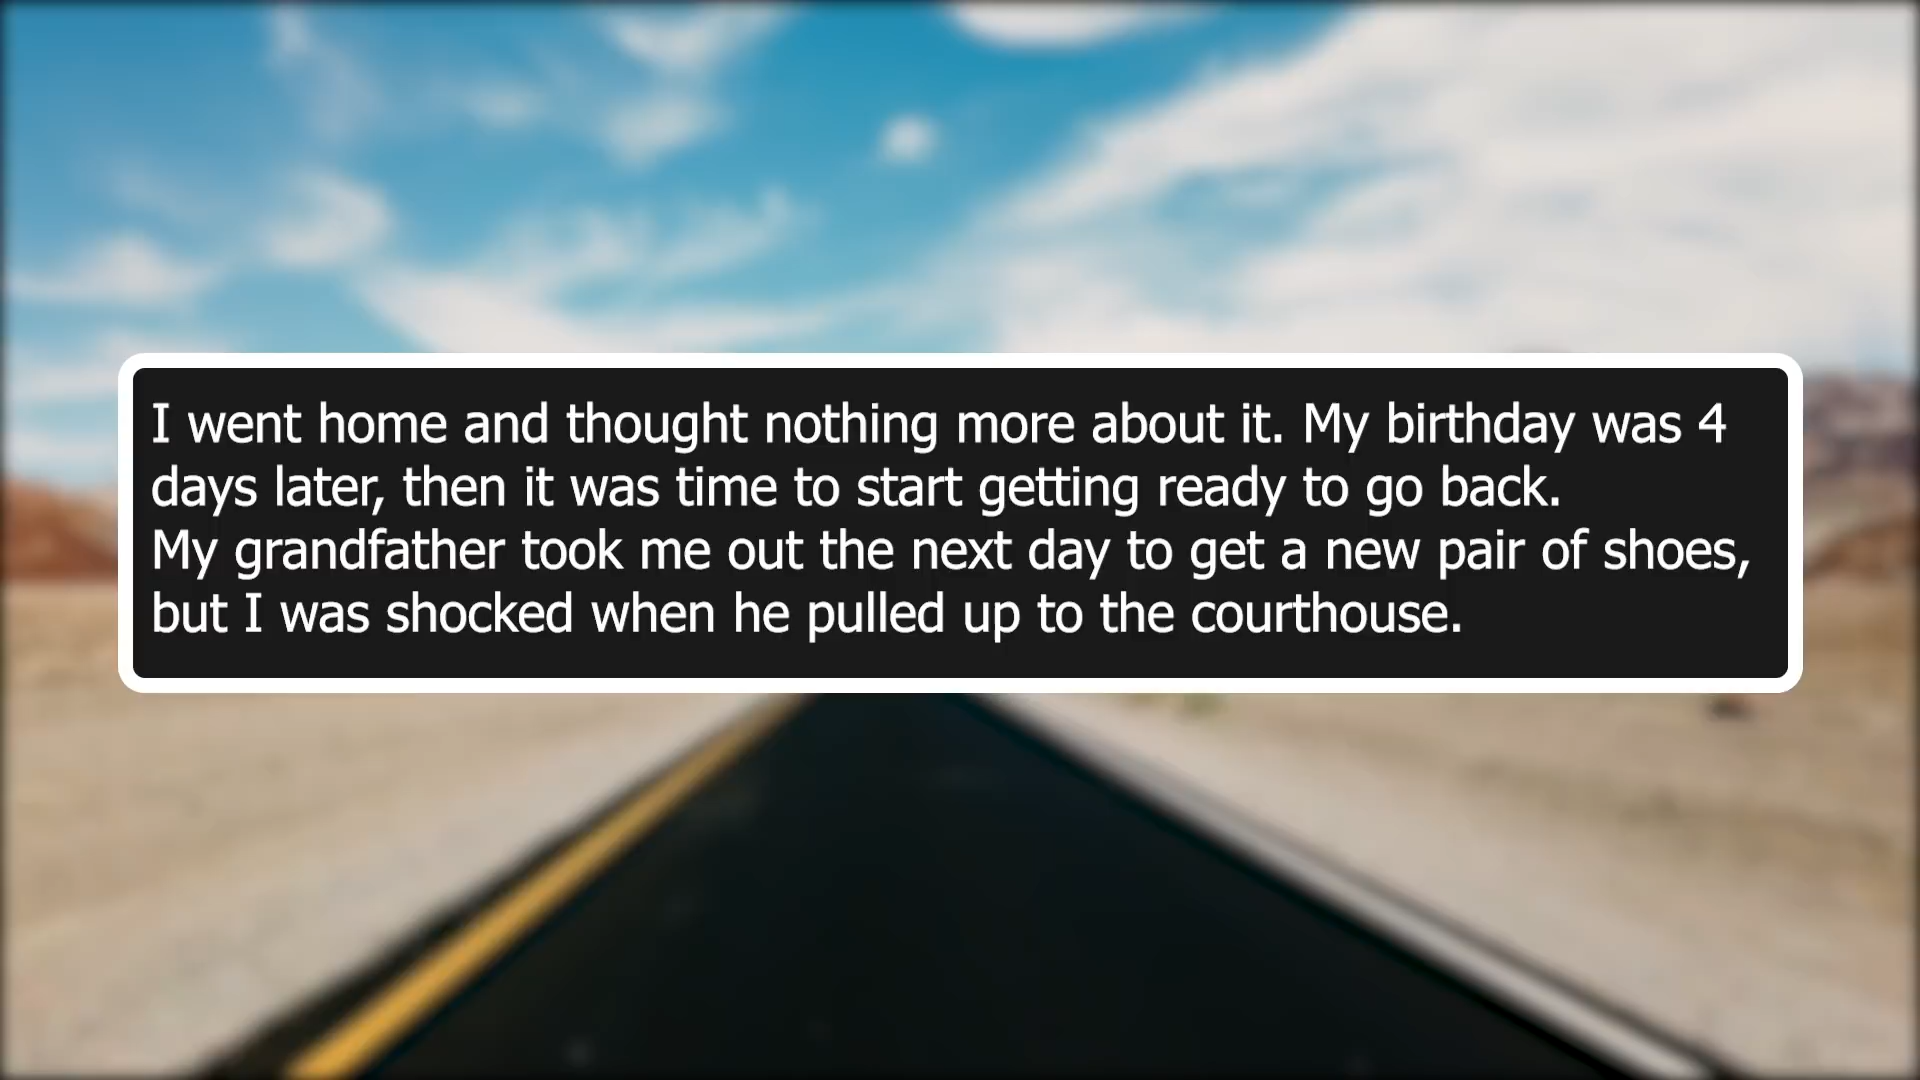 I went home and thought nothing more about it. My birthday was 4
days later, then it was time to start getting ready to go back.
My grandfather took me out the next day to get a new pair of shoes,
but I was shocked when he pulled up to the courthouse.